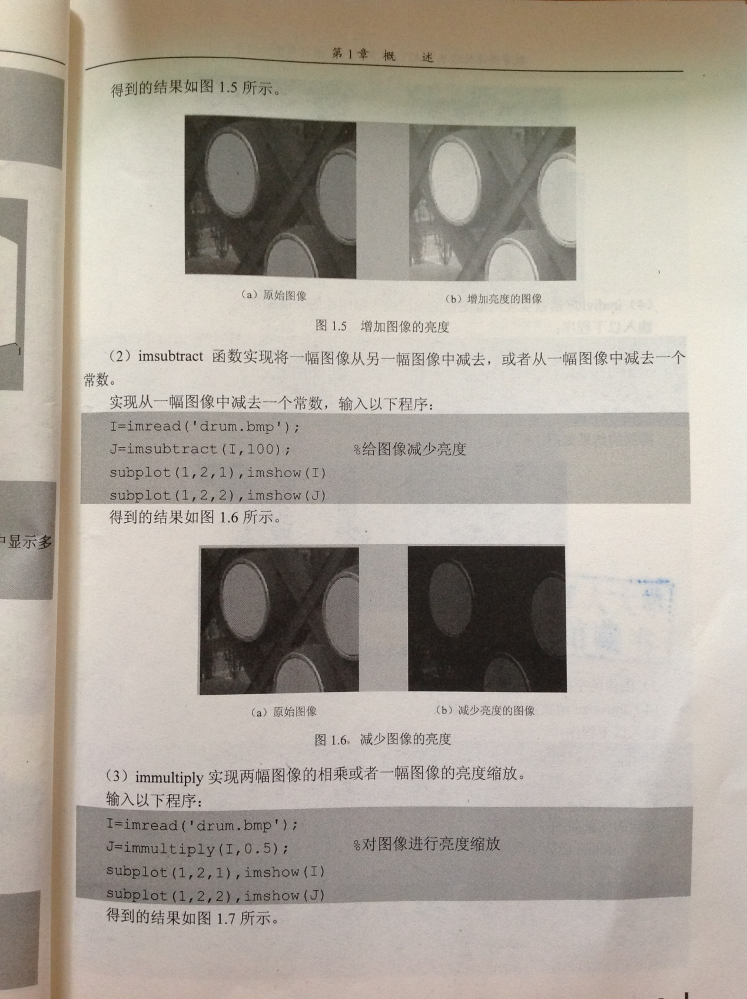 第1章 概 述
得到的结果如图 1.5 所示。
(a) 原始图像
(b) 增加亮度的图像
图 1.5 增加图像的亮度
(2) imsubtract 函数实现将一幅图像从另一幅图像中减去，或者从一幅图像中减去一个
常数。
实现从一幅图像中减去一个常数，输入以下程序：
I=imread('drum.bmp');
J=imsubtract(I,100); %给图像减少亮度
subplot(1,2,1),imshow(I)
subplot(1,2,2),imshow(J)
得到的结果如图 1.6 所示。
中显示多
(a) 原始图像
(b) 减少亮度的图像
图 1.6 减少图像的亮度
(3) immultiply 实现两幅图像的相乘或者一幅图像的亮度缩放。
输入以下程序：
I=imread('drum.bmp');
J=immultiply(I,0.5); %对图像进行亮度缩放
subplot(1,2,1),imshow(I)
subplot(1,2,2),imshow(J)
得到的结果如图 1.7 所示。
1